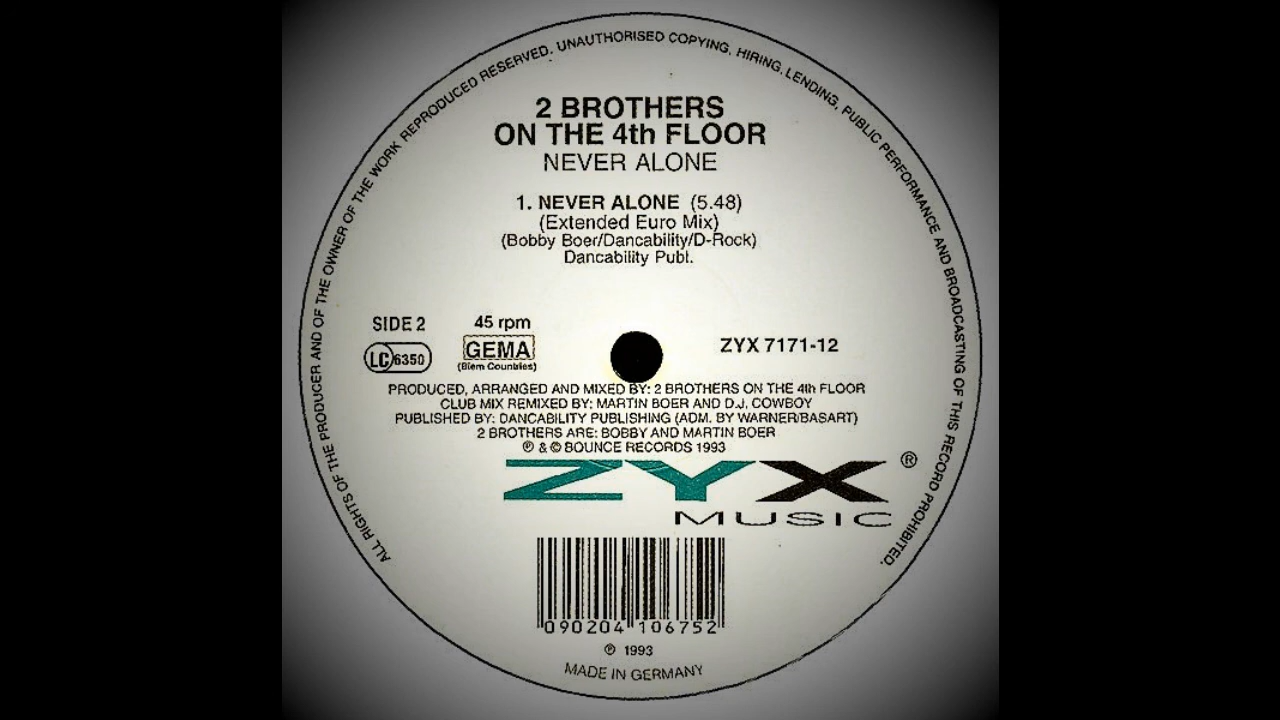 ALL RIGHTS OF THE PRODUCER AND OF THE OWNER OF THE WORK REPRODUCED RESERVED. UNAUTHORISED COPYING, HIRING, LENDING, PUBLIC PERFORMANCE AND BROADCASTING OF THIS RECORD PROHIBITED.
2 BROTHERS
ON THE 4th FLOOR
NEVER ALONE
1. NEVER ALONE (5.48)
(Extended Euro Mix)
(Bobby Boer/Dancability/D-Rock)
Dancability Publ.
SIDE 2
45 rpm
LC 6350
GEMA
(Biem Countries)
ZYX 7171-12
PRODUCED, ARRANGED AND MIXED BY: 2 BROTHERS ON THE 4th FLOOR
CLUB MIX REMIXED BY: MARTIN BOER AND D.J. COWBOY
PUBLISHED BY: DANCABILITY PUBLISHING (ADM. BY WARNER/BASART)
2 BROTHERS ARE: BOBBY AND MARTIN BOER
℗ & © BOUNCE RECORDS 1993
ZYX ®
MUSIC
090204 106752
℗ 1993
MADE IN GERMANY